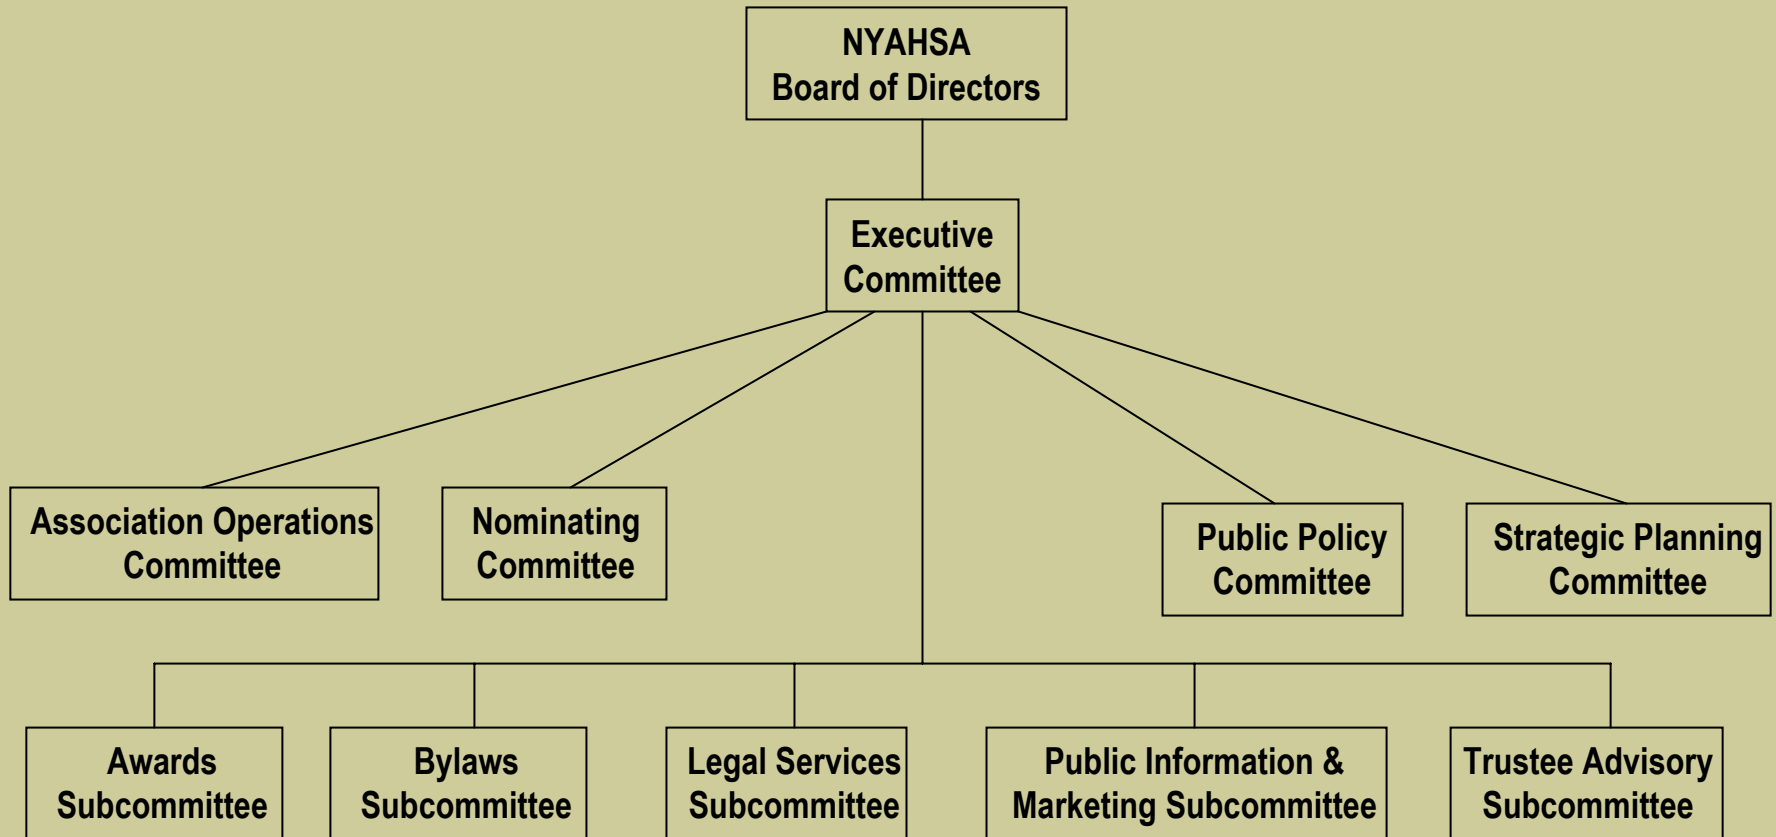 NYAHSA
Board of Directors
Executive
Committee
Association Operations
Committee
Nominating
Committee
Public Policy
Committee
Strategic Planning
Committee
Awards
Subcommittee
Bylaws
Subcommittee
Legal Services
Subcommittee
Public Information &
Marketing Subcommittee
Trustee Advisory
Subcommittee